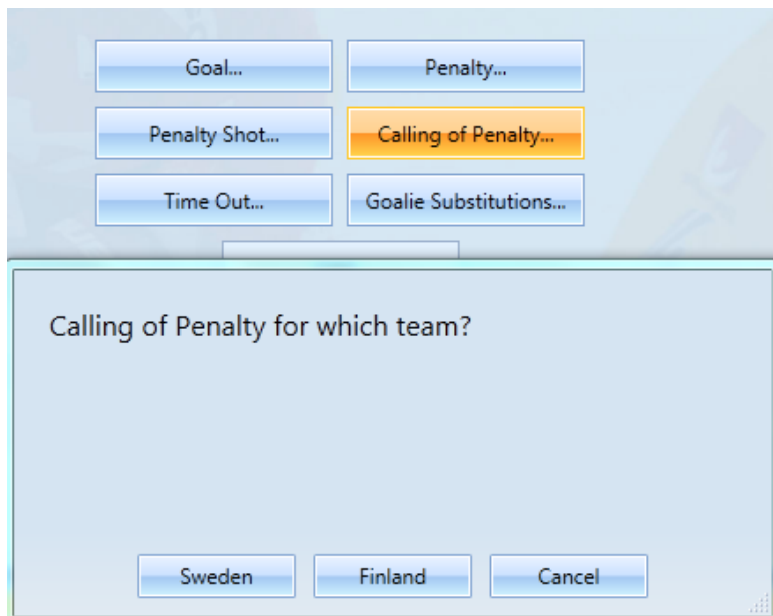 Goal... Penalty...
Penalty Shot... Calling of Penalty...
Time Out... Goalie Substitutions...
Calling of Penalty for which team?
Sweden Finland Cancel